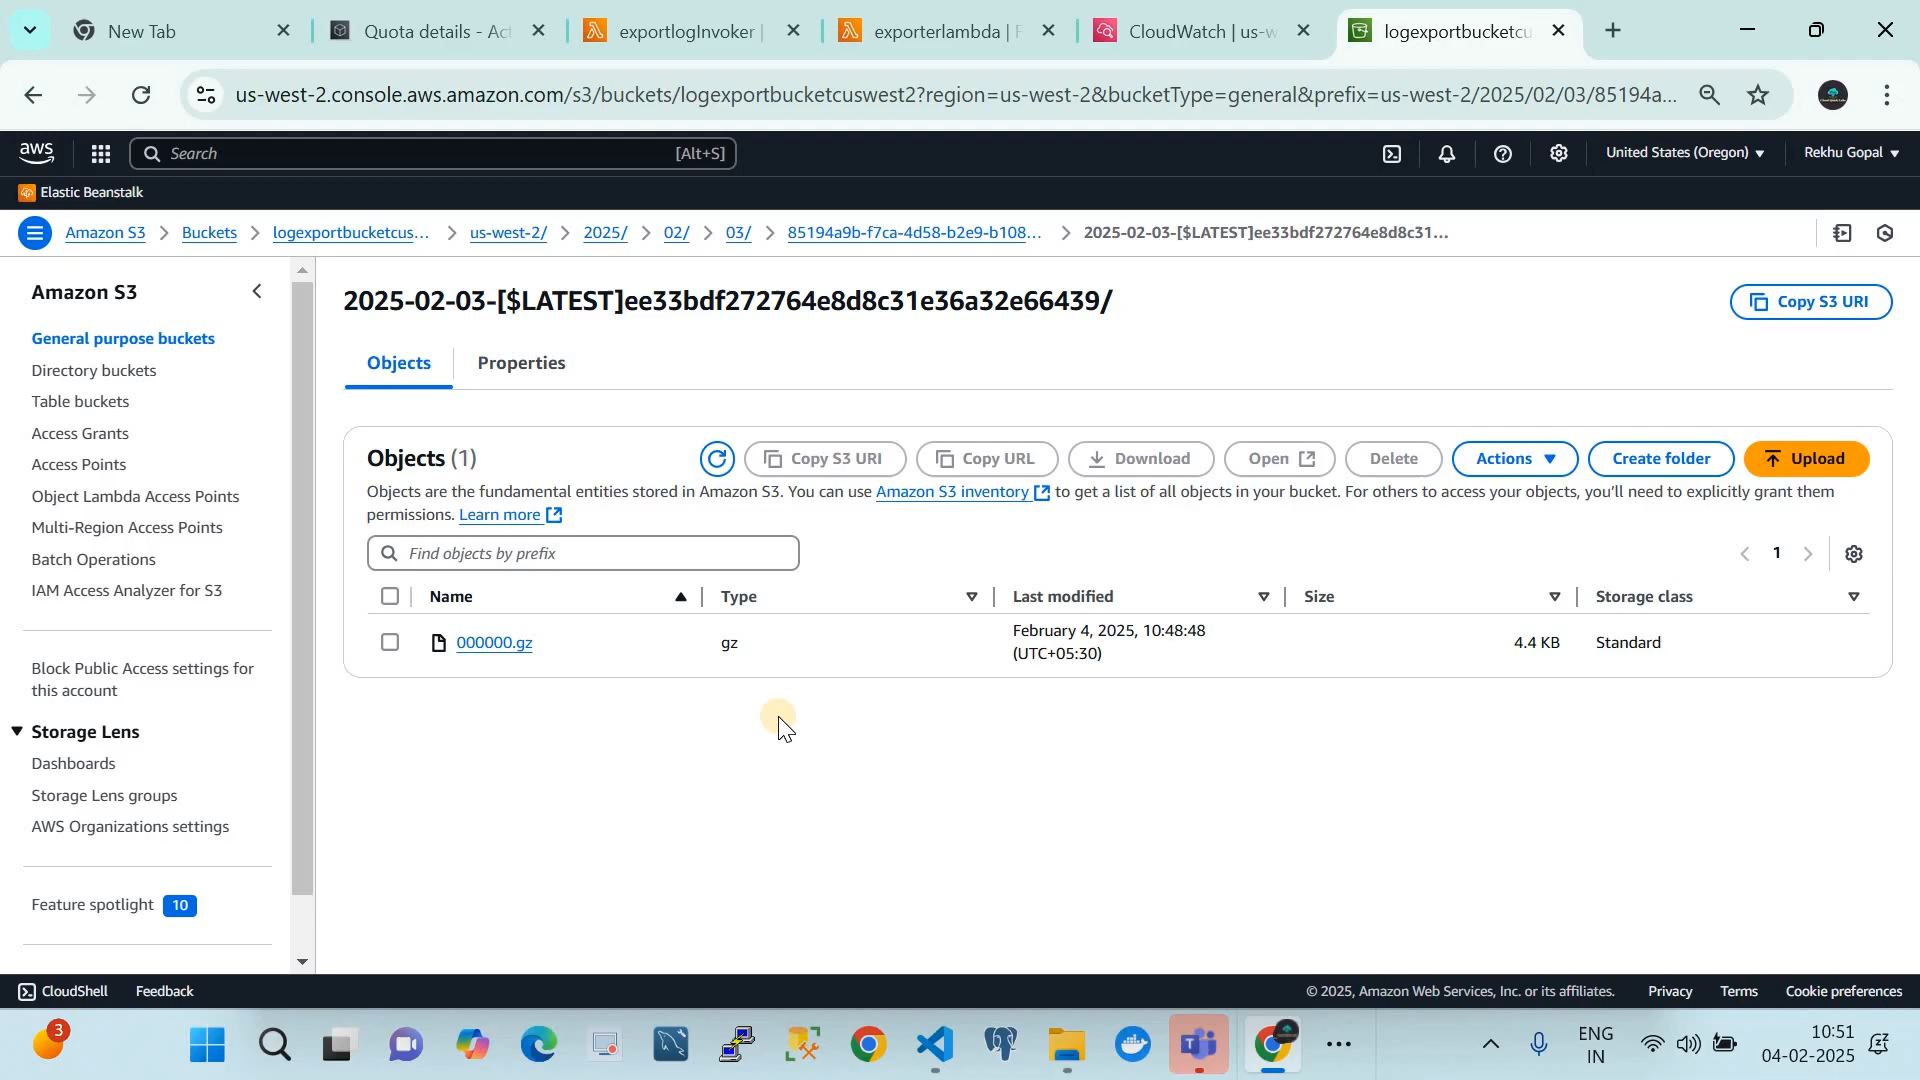 New Tab
Quota details - Act
exportlogInvoker |
exporterlambda | F
CloudWatch | us-w
logexportbucketcu
us-west-2.console.aws.amazon.com/s3/buckets/logexportbucketcuswest2?region=us-west-2&bucketType=general&prefix=us-west-2/2025/02/03/85194a...
aws
Search
[Alt+S]
United States (Oregon)
Rekhu Gopal
Elastic Beanstalk
Amazon S3
Buckets
logexportbucketcus...
us-west-2/
2025/
02/
03/
85194a9b-f7ca-4d58-b2e9-b108...
2025-02-03-[$LATEST]ee33bdf272764e8d8c31...
Amazon S3
General purpose buckets
Directory buckets
Table buckets
Access Grants
Access Points
Object Lambda Access Points
Multi-Region Access Points
Batch Operations
IAM Access Analyzer for S3
Block Public Access settings for
this account
Storage Lens
Dashboards
Storage Lens groups
AWS Organizations settings
Feature spotlight 10
2025-02-03-[$LATEST]ee33bdf272764e8d8c31e36a32e66439/
Copy S3 URI
Objects
Properties
Objects (1)
Copy S3 URI
Copy URL
Download
Open
Delete
Actions
Create folder
Upload
Objects are the fundamental entities stored in Amazon S3. You can use Amazon S3 inventory to get a list of all objects in your bucket. For others to access your objects, you'll need to explicitly grant them
permissions. Learn more
Find objects by prefix
1
Name
Type
Last modified
Size
Storage class
000000.gz
gz
February 4, 2025, 10:48:48
(UTC+05:30)
4.4 KB
Standard
CloudShell
Feedback
© 2025, Amazon Web Services, Inc. or its affiliates.
Privacy
Terms
Cookie preferences
3
ENG
IN
10:51
04-02-2025